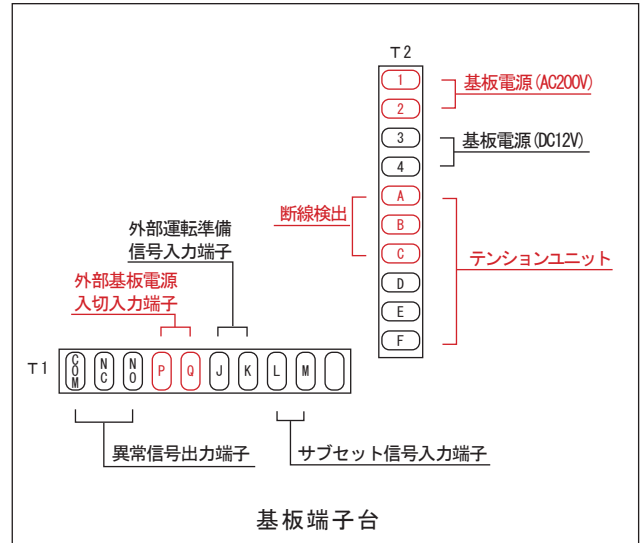 T2
1
基板電源(AC200V)
2
3
基板電源(DC12V)
4
A
断線検出
B
C
テンションユニット
D
E
F
外部運転準備
信号入力端子
外部基板電源
入切入力端子
T1
COM
NC
NO
P
Q
J
K
L
M
異常信号出力端子
サブセット信号入力端子
基板端子台